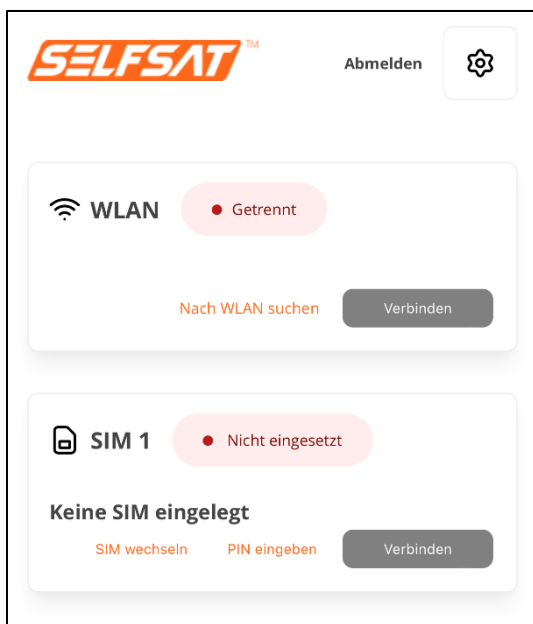 SELFSAT™
Abmelden
WLAN
Getrennt
Nach WLAN suchen
Verbinden
SIM 1
Nicht eingesetzt
Keine SIM eingelegt
SIM wechseln
PIN eingeben
Verbinden